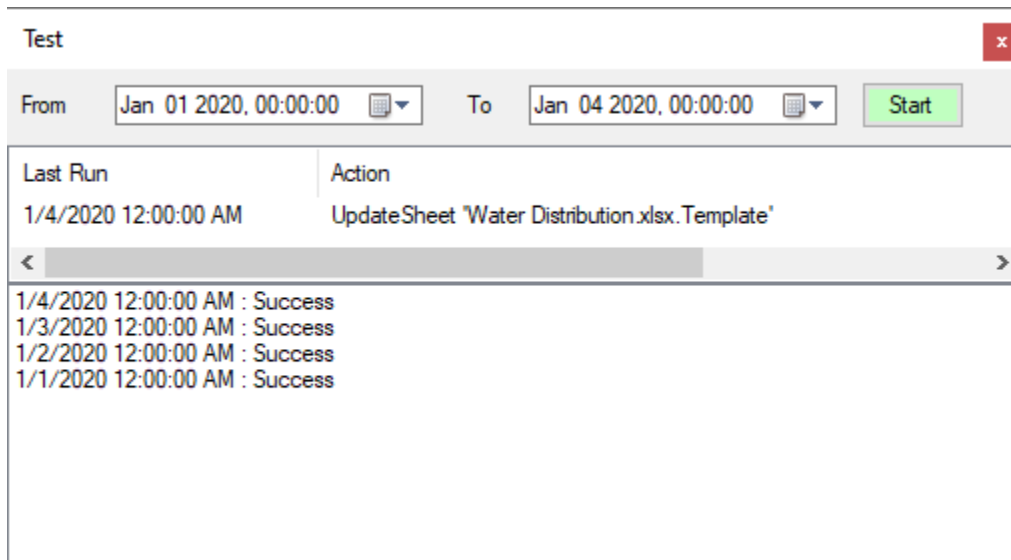 Test
x
From Jan 01 2020, 00:00:00 To Jan 04 2020, 00:00:00 Start
Last Run Action
1/4/2020 12:00:00 AM UpdateSheet "Water Distribution.xlsx.Template"
1/4/2020 12:00:00 AM : Success
1/3/2020 12:00:00 AM : Success
1/2/2020 12:00:00 AM : Success
1/1/2020 12:00:00 AM : Success